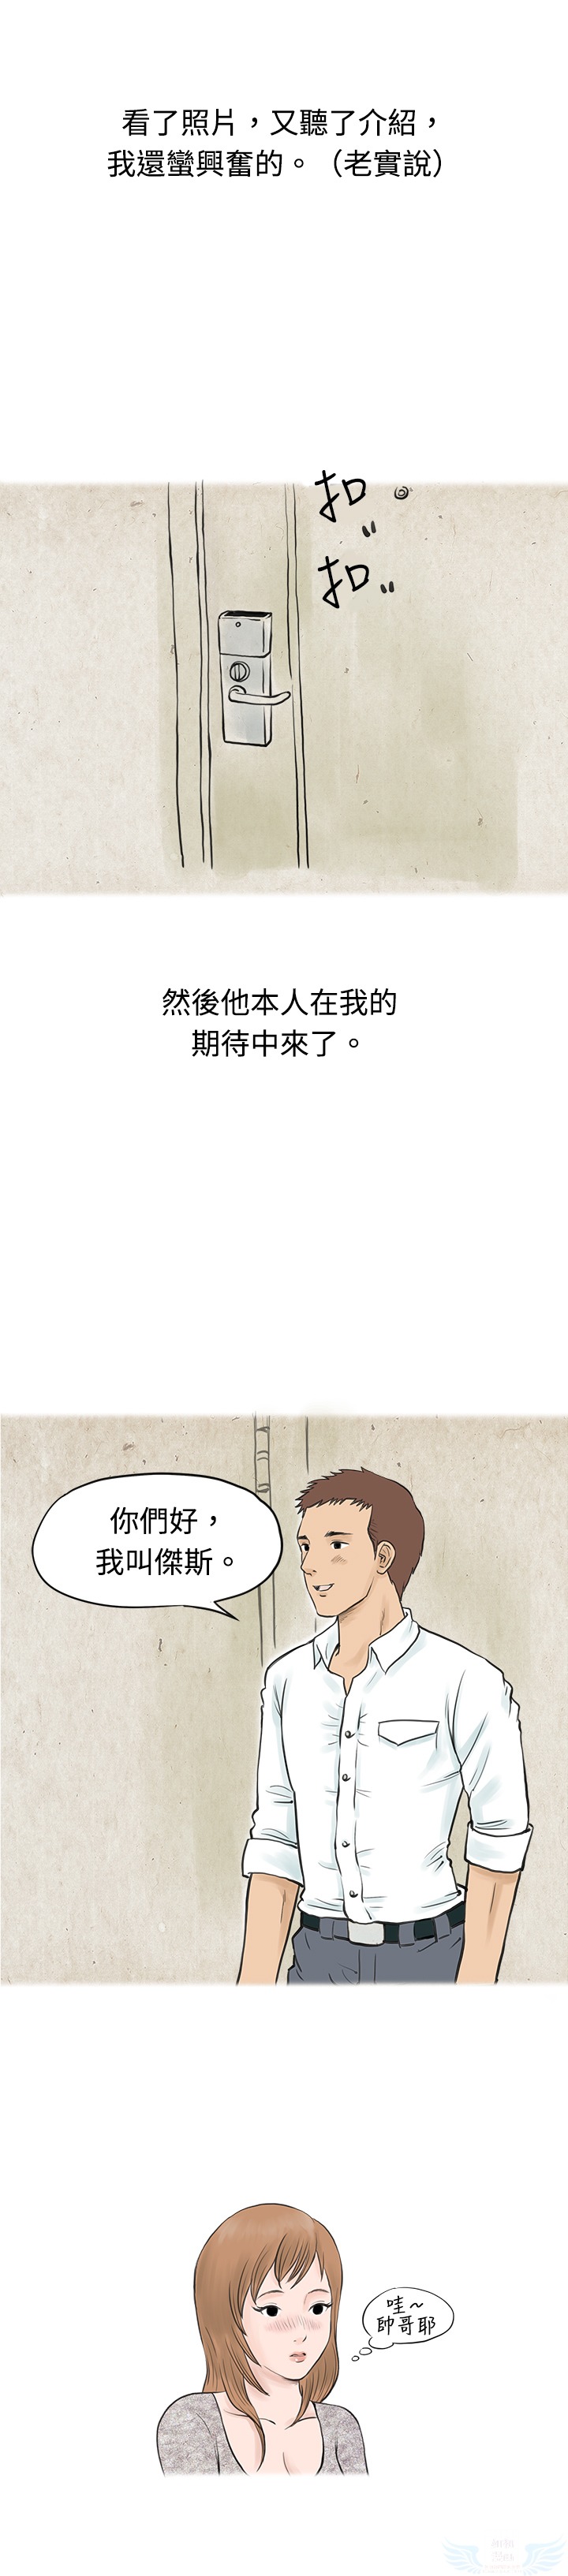 看了照片，又聽了介紹，
我還蠻興奮的。（老實說）
扣
扣
然後他本人在我的
期待中來了。
你們好，
我叫傑斯。
哇~
帥哥耶